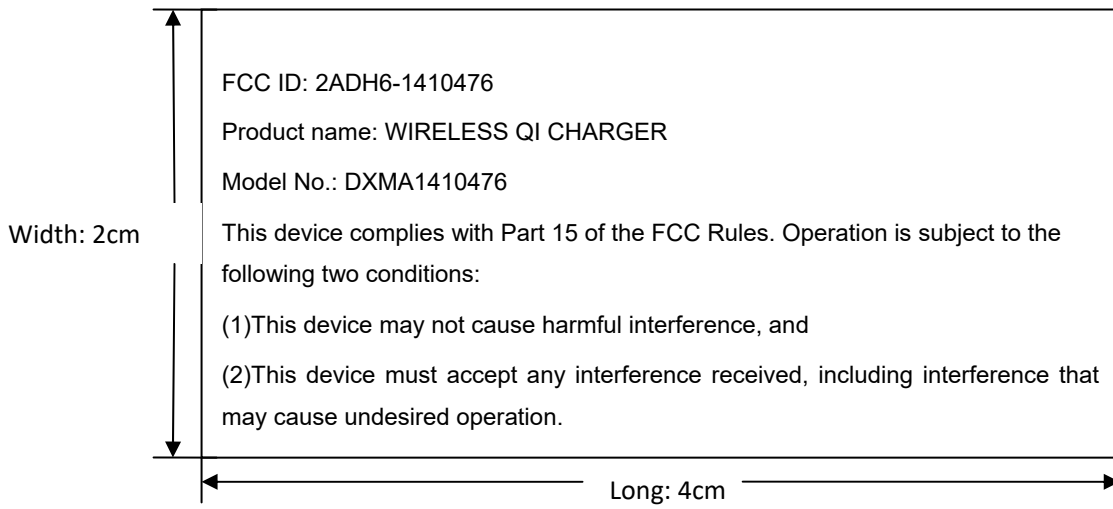 FCC ID: 2ADH6-1410476
Product name: WIRELESS QI CHARGER
Model No.: DXMA1410476
Width: 2cm
This device complies with Part 15 of the FCC Rules. Operation is subject to the
following two conditions:
(1)This device may not cause harmful interference, and
(2)This device must accept any interference received, including interference that
may cause undesired operation.
Long: 4cm